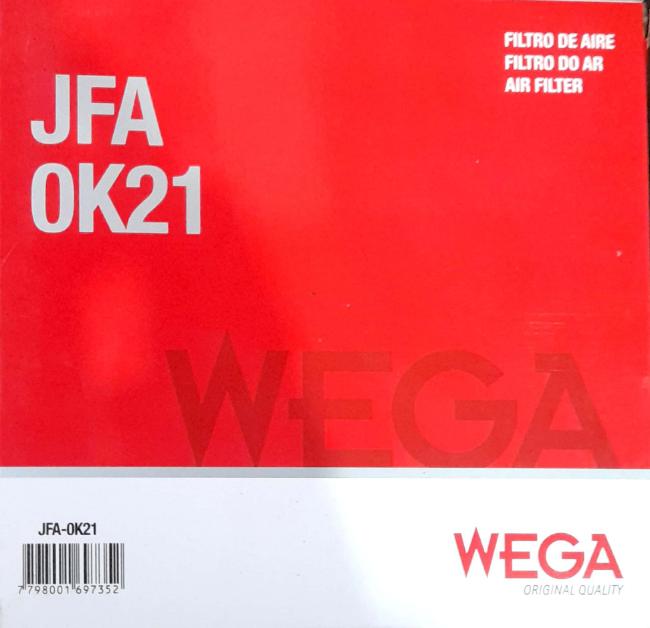 FILTRO DE AIRE
FILTRO DO AR
AIR FILTER
JFA
0K21
WEGA
JFA-0K21
7 798001 697352
WEGA
ORIGINAL QUALITY